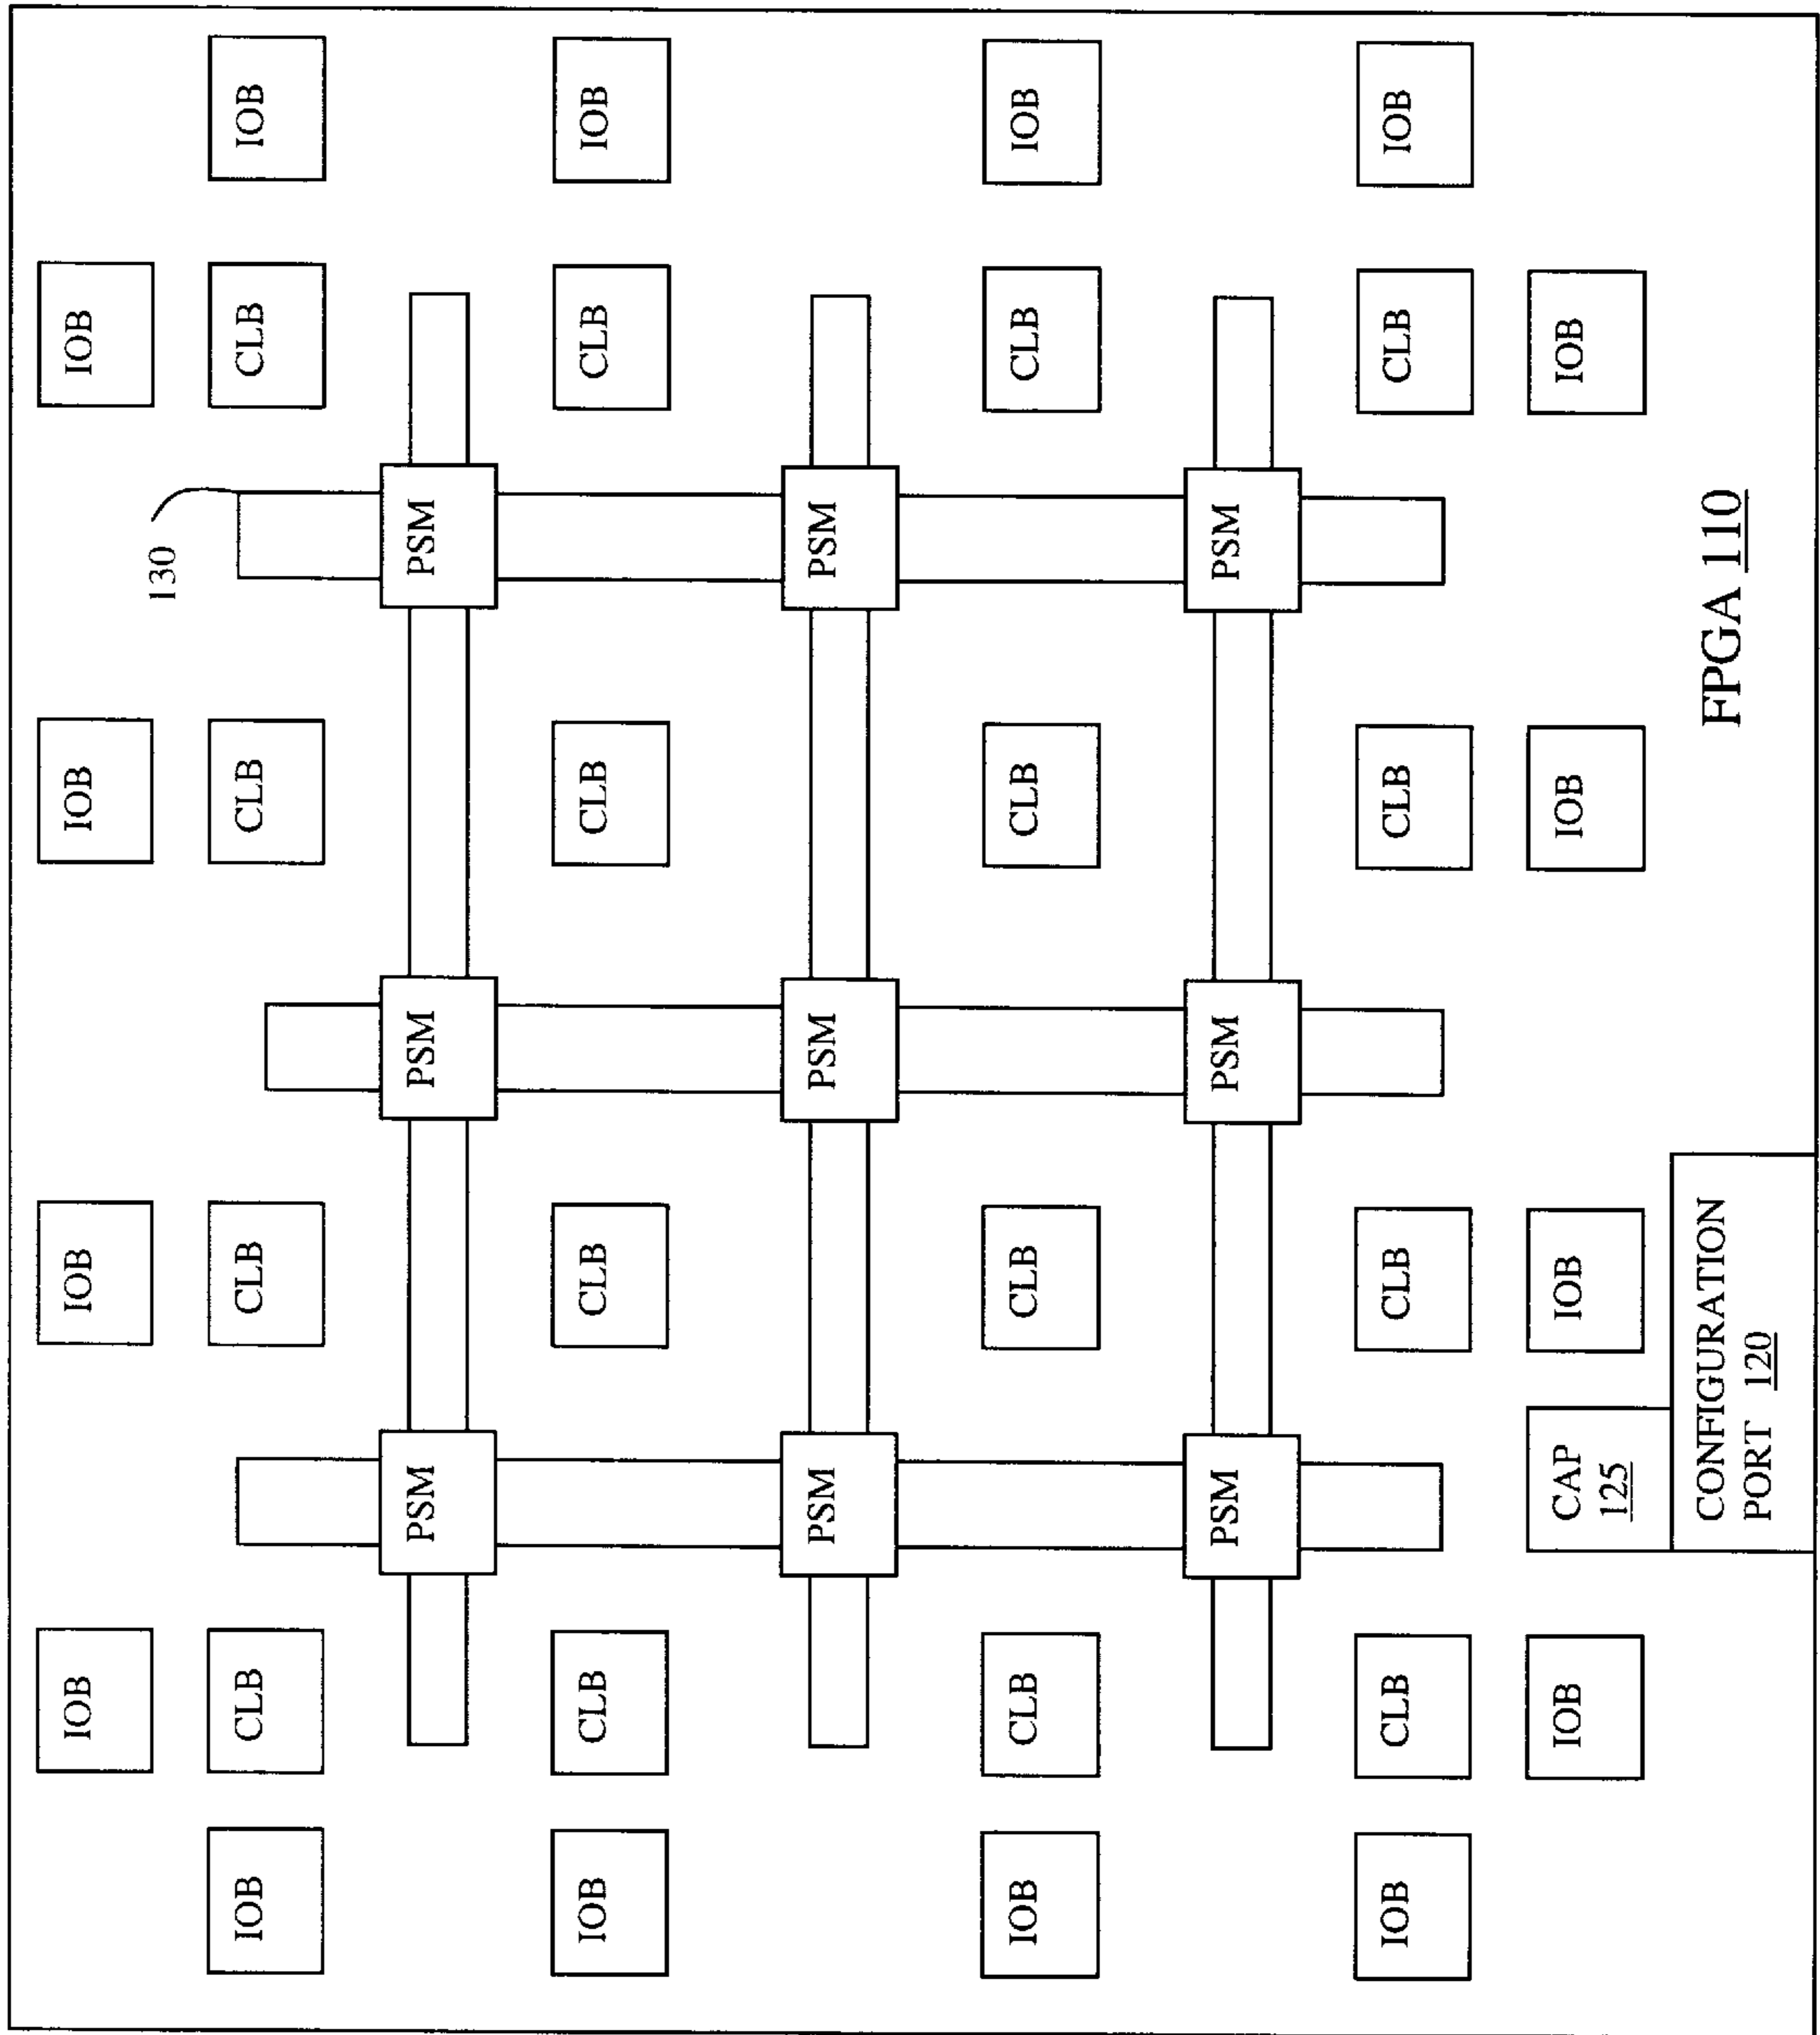 IOB IOB IOB IOB
130
IOB CLB CLB CLB CLB IOB
PSM PSM PSM
IOB CLB CLB CLB CLB IOB
PSM PSM PSM
IOB CLB CLB CLB CLB IOB
PSM PSM PSM
IOB CLB CLB CLB CLB IOB
IOB CAP IOB IOB IOB
125
CONFIGURATION
PORT 120
FPGA 110